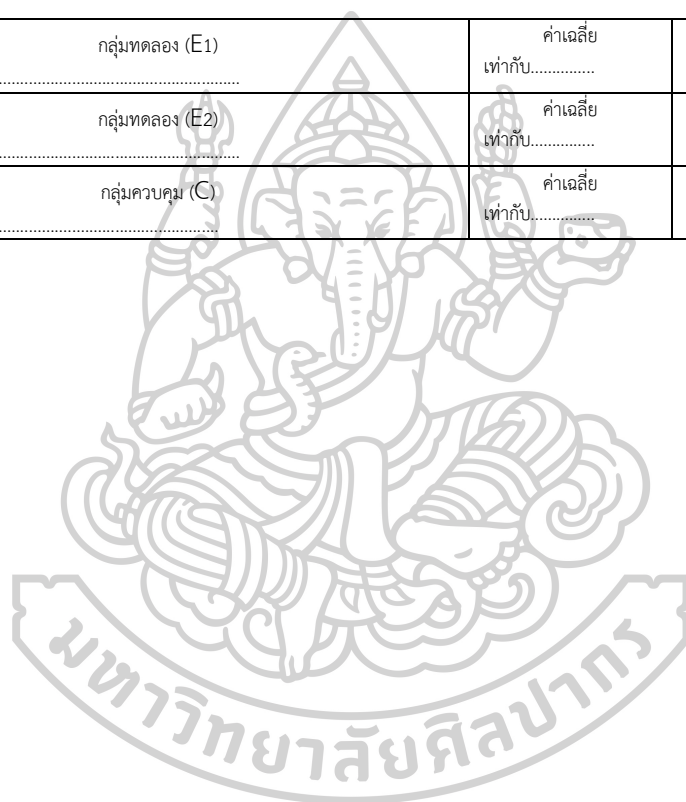 กลุ่มทดลอง (E1)
.........................................................
ค่าเฉลี่ย
เท่ากับ...............
กลุ่มทดลอง (E2)
.........................................................
ค่าเฉลี่ย
เท่ากับ...............
กลุ่มควบคุม (C)
....................................................
ค่าเฉลี่ย
เท่ากับ...............
มหาวิทยาลัยศิลปากร